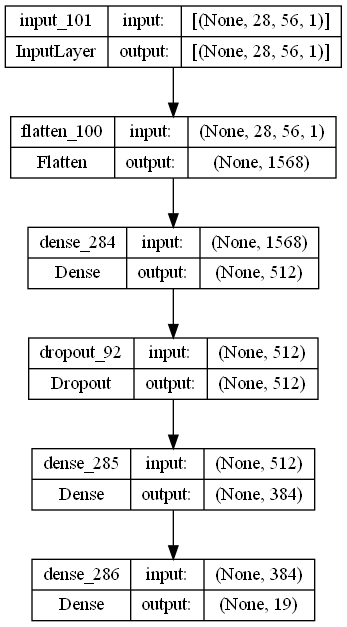 input_101 input: [(None, 28, 56, 1)]
InputLayer output: [(None, 28, 56, 1)]
flatten_100 input: (None, 28, 56, 1)
Flatten output: (None, 1568)
dense_284 input: (None, 1568)
Dense output: (None, 512)
dropout_92 input: (None, 512)
Dropout output: (None, 512)
dense_285 input: (None, 512)
Dense output: (None, 384)
dense_286 input: (None, 384)
Dense output: (None, 19)